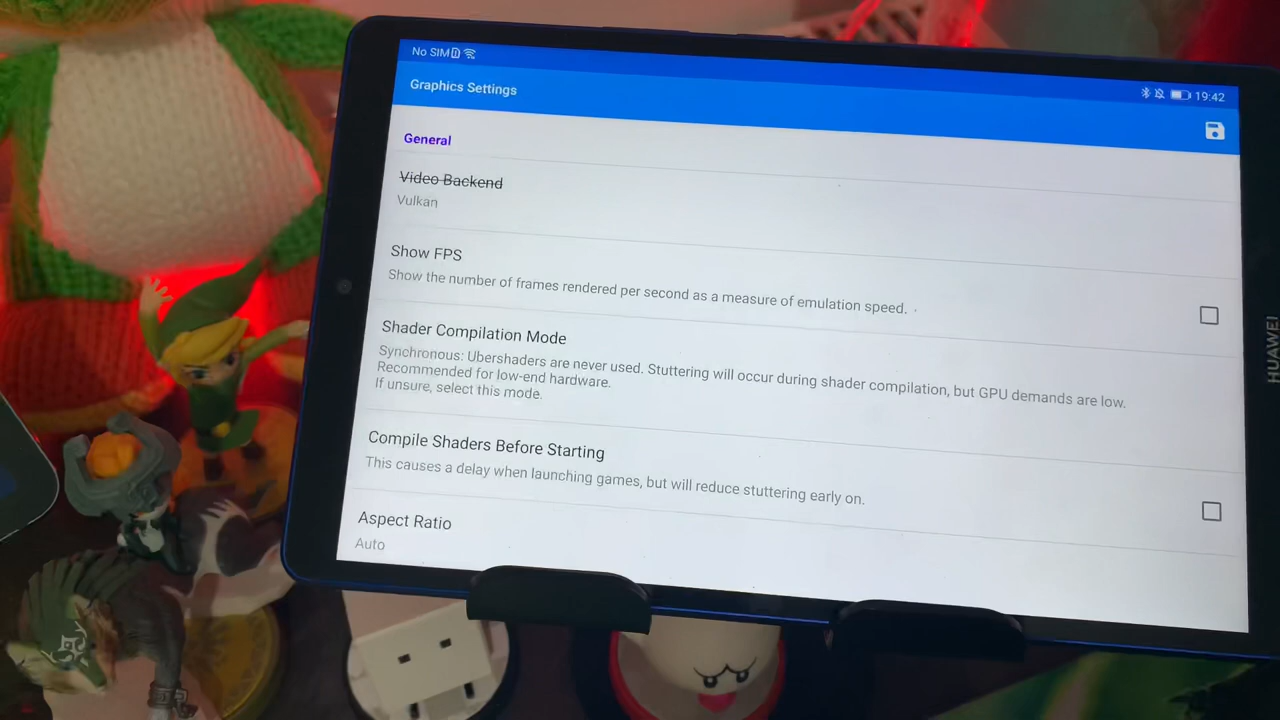 No SIM
19:42
Graphics Settings
General
Video Backend
Vulkan
Show FPS
Show the number of frames rendered per second as a measure of emulation speed.
Shader Compilation Mode
Synchronous: Ubershaders are never used. Stuttering will occur during shader compilation, but GPU demands are low.
Recommended for low-end hardware.
If unsure, select this mode.
Compile Shaders Before Starting
This causes a delay when launching games, but will reduce stuttering early on.
Aspect Ratio
Auto
HUAWEI